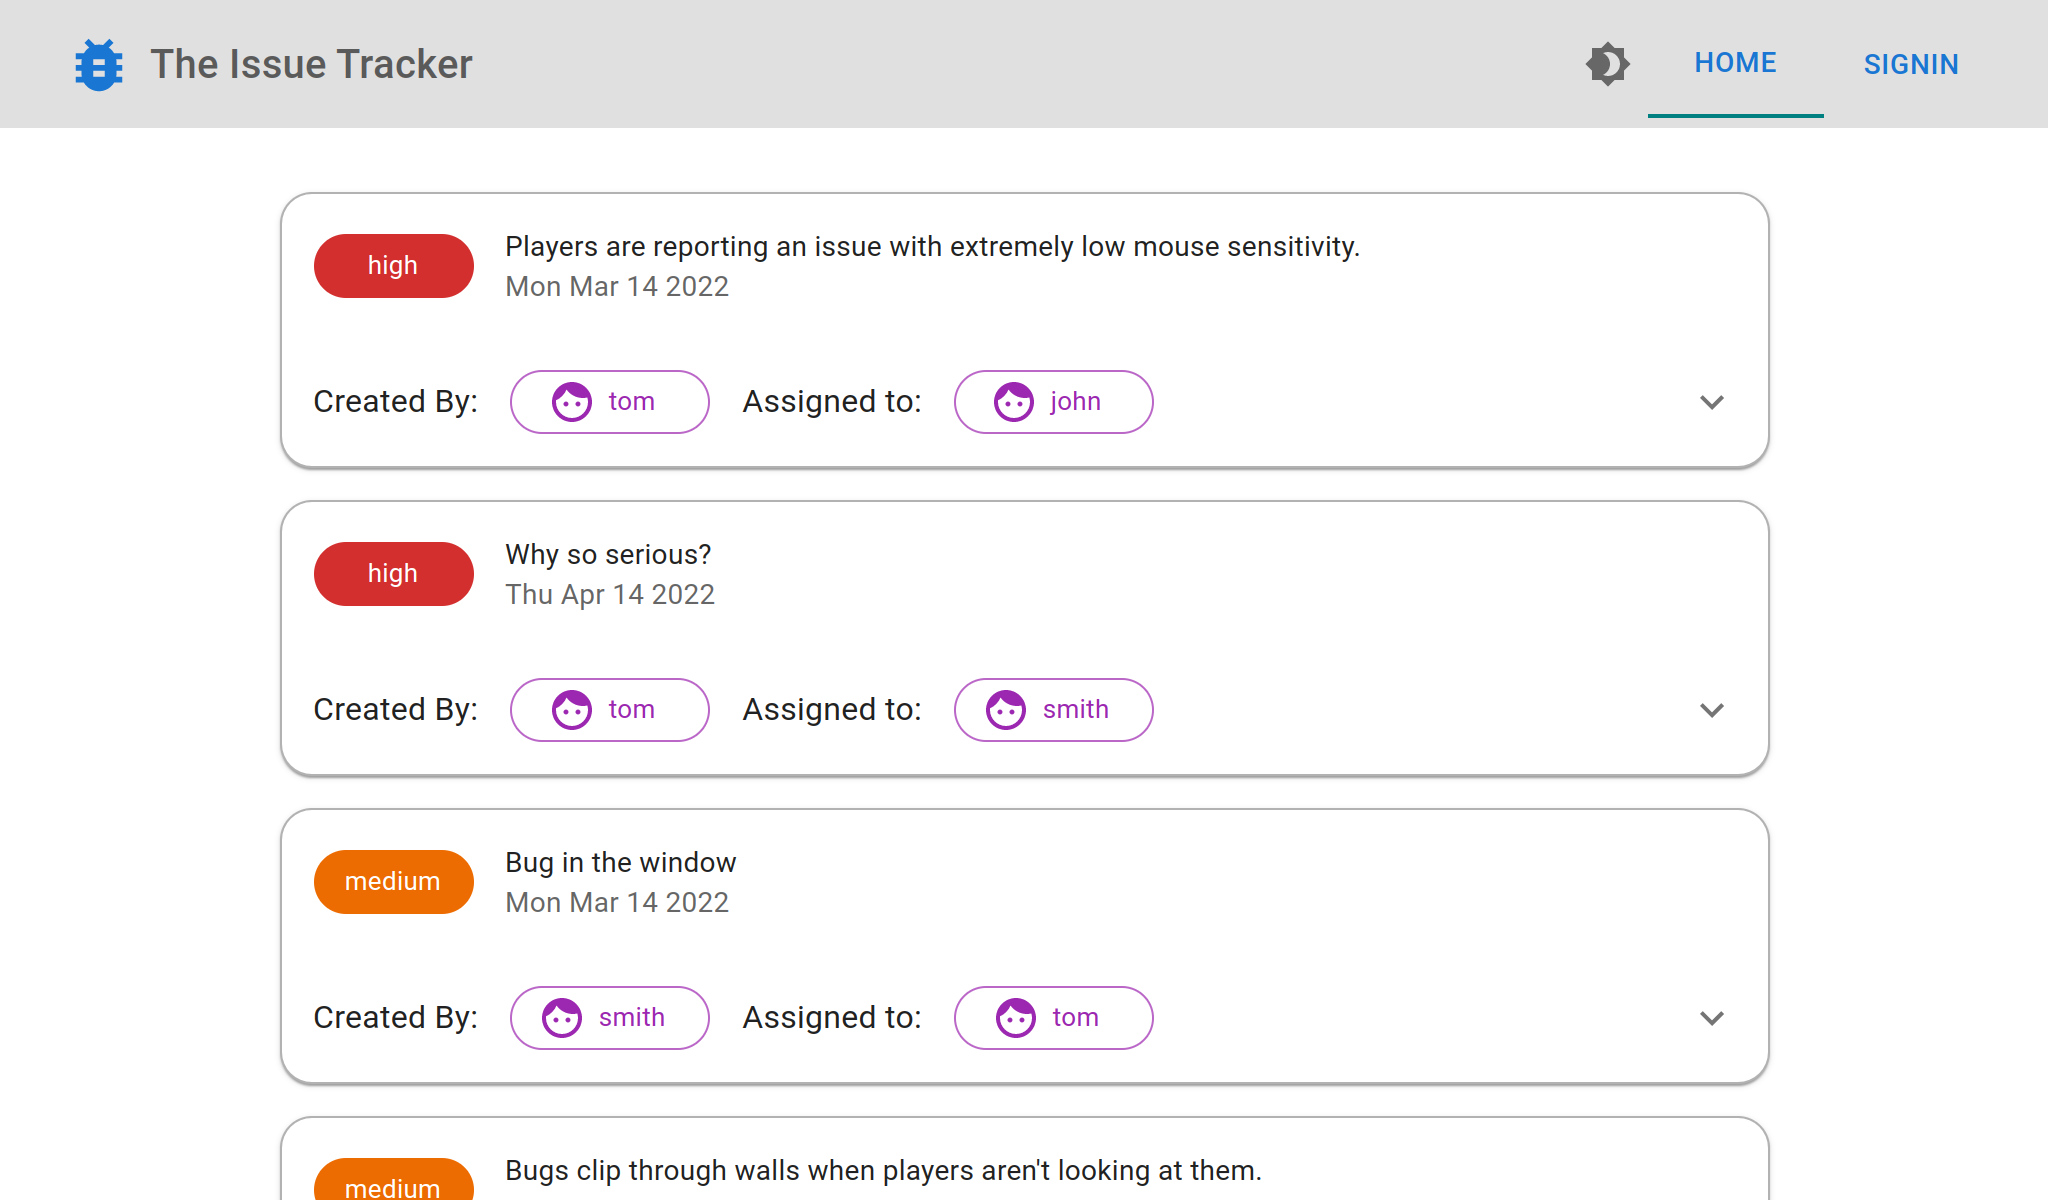 The Issue Tracker HOME SIGNIN
high Players are reporting an issue with extremely low mouse sensitivity.
Mon Mar 14 2022
Created By: tom Assigned to: john
high Why so serious?
Thu Apr 14 2022
Created By: tom Assigned to: smith
medium Bug in the window
Mon Mar 14 2022
Created By: smith Assigned to: tom
Bugs clip through walls when players aren't looking at them.
medium